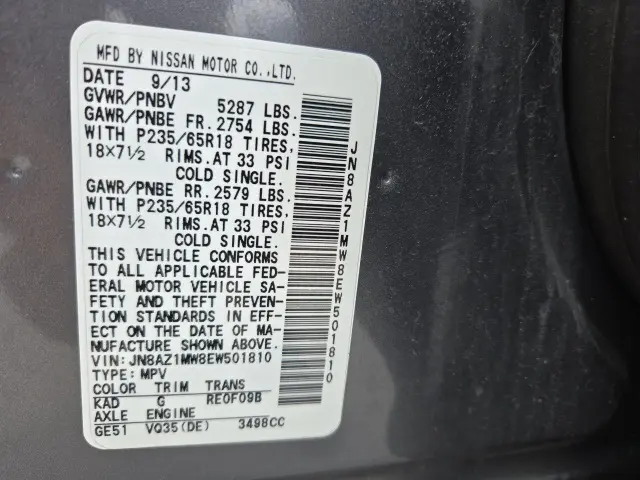 MFD BY NISSAN MOTOR CO.,LTD.
DATE 9/13
GVWR/PNBV 5287 LBS.
GAWR/PNBE FR. 2754 LBS.
WITH P235/65R18 TIRES,
18×7½ RIMS. AT 33 PSI
COLD SINGLE.
GAWR/PNBE RR. 2579 LBS.
WITH P235/65R18 TIRES,
18×7½ RIMS. AT 33 PSI
COLD SINGLE.
THIS VEHICLE CONFORMS
TO ALL APPLICABLE FED-
ERAL MOTOR VEHICLE SA-
FETY AND THEFT PREVEN-
TION STANDARDS IN EFF-
ECT ON THE DATE OF MA-
NUFACTURE SHOWN ABOVE.
VIN: JN8AZ1MW8EW501810
TYPE: MPV
COLOR TRIM TRANS
KAD G RE0F09B
AXLE ENGINE
GE51 VQ35(DE) 3498CC
JN8AZ1MW8EW501810